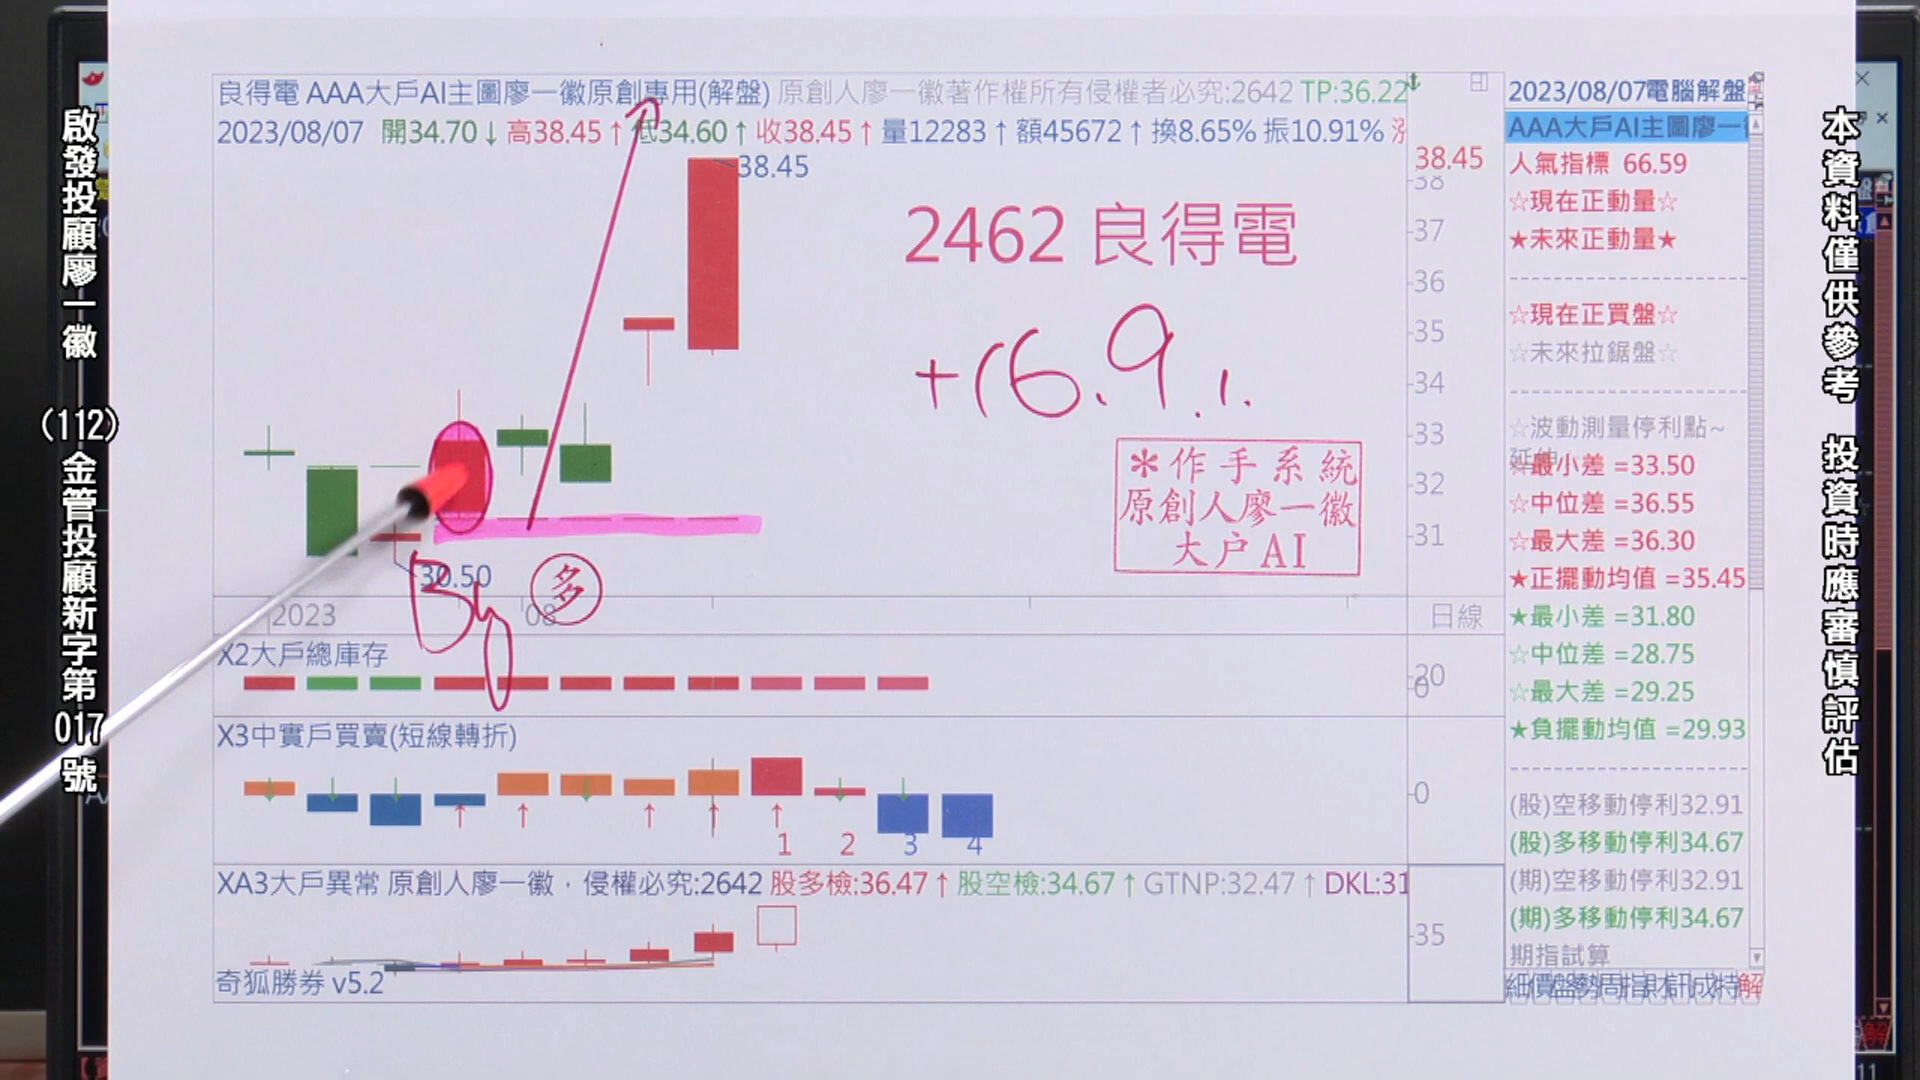 啟發投顧廖一徽 (112)金管投顧新字第017號
良得電 AAA大戶AI主圖廖一徽原創專用(解盤) 原創人廖一徽著作權所有侵權者必究:2642 TP:36.22
2023/08/07 開34.70↓ 高38.45↑ 低34.60↑ 收38.45↑ 量12283↑ 額45672↑ 換8.65% 振10.91%
38.45
2462 良得電
+16.9%
*作手系統
原創人廖一徽
大户AI
30.50
Buy
多
2023
08
日線
38.45
38
37
36
35
34
33
32
31
X2大戶總庫存
20
0
X3中實戶買賣(短線轉折)
0
1 2 3 4
XA3大戶異常 原創人廖一徽,侵權必究:2642 股多檢:36.47↑ 股空檢:34.67↑ GTNP:32.47↑ DKL:31
35
奇狐勝券 v5.2
2023/08/07電腦解盤
AAA大戶AI主圖廖一
人氣指標 66.59
☆現在正動量☆
★未來正動量★
☆現在正買盤☆
☆未來拉鋸盤☆
☆波動測量停利點~
延伸
☆最小差 =33.50
☆中位差 =36.55
☆最大差 =36.30
★正擺動均值 =35.45
★最小差 =31.80
☆中位差 =28.75
☆最大差 =29.25
★負擺動均值 =29.93
(股)空移動停利32.91
(股)多移動停利34.67
(期)空移動停利32.91
(期)多移動停利34.67
期指試算
細價盤勢周指財訊成特解
本資料僅供參考 投資時應審慎評估